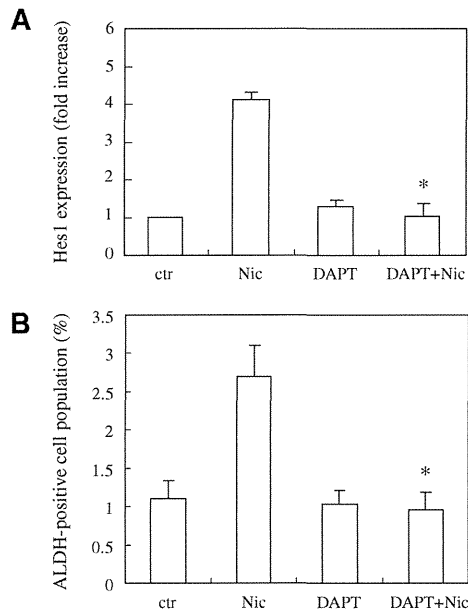 A
Hes1 expression (fold increase)
6
5
4
3
2
1
0
*
ctr Nic DAPT DAPT+Nic
B
ALDH-positive cell population (%)
3.5
3
2.5
2
1.5
1
0.5
0
*
ctr Nic DAPT DAPT+Nic